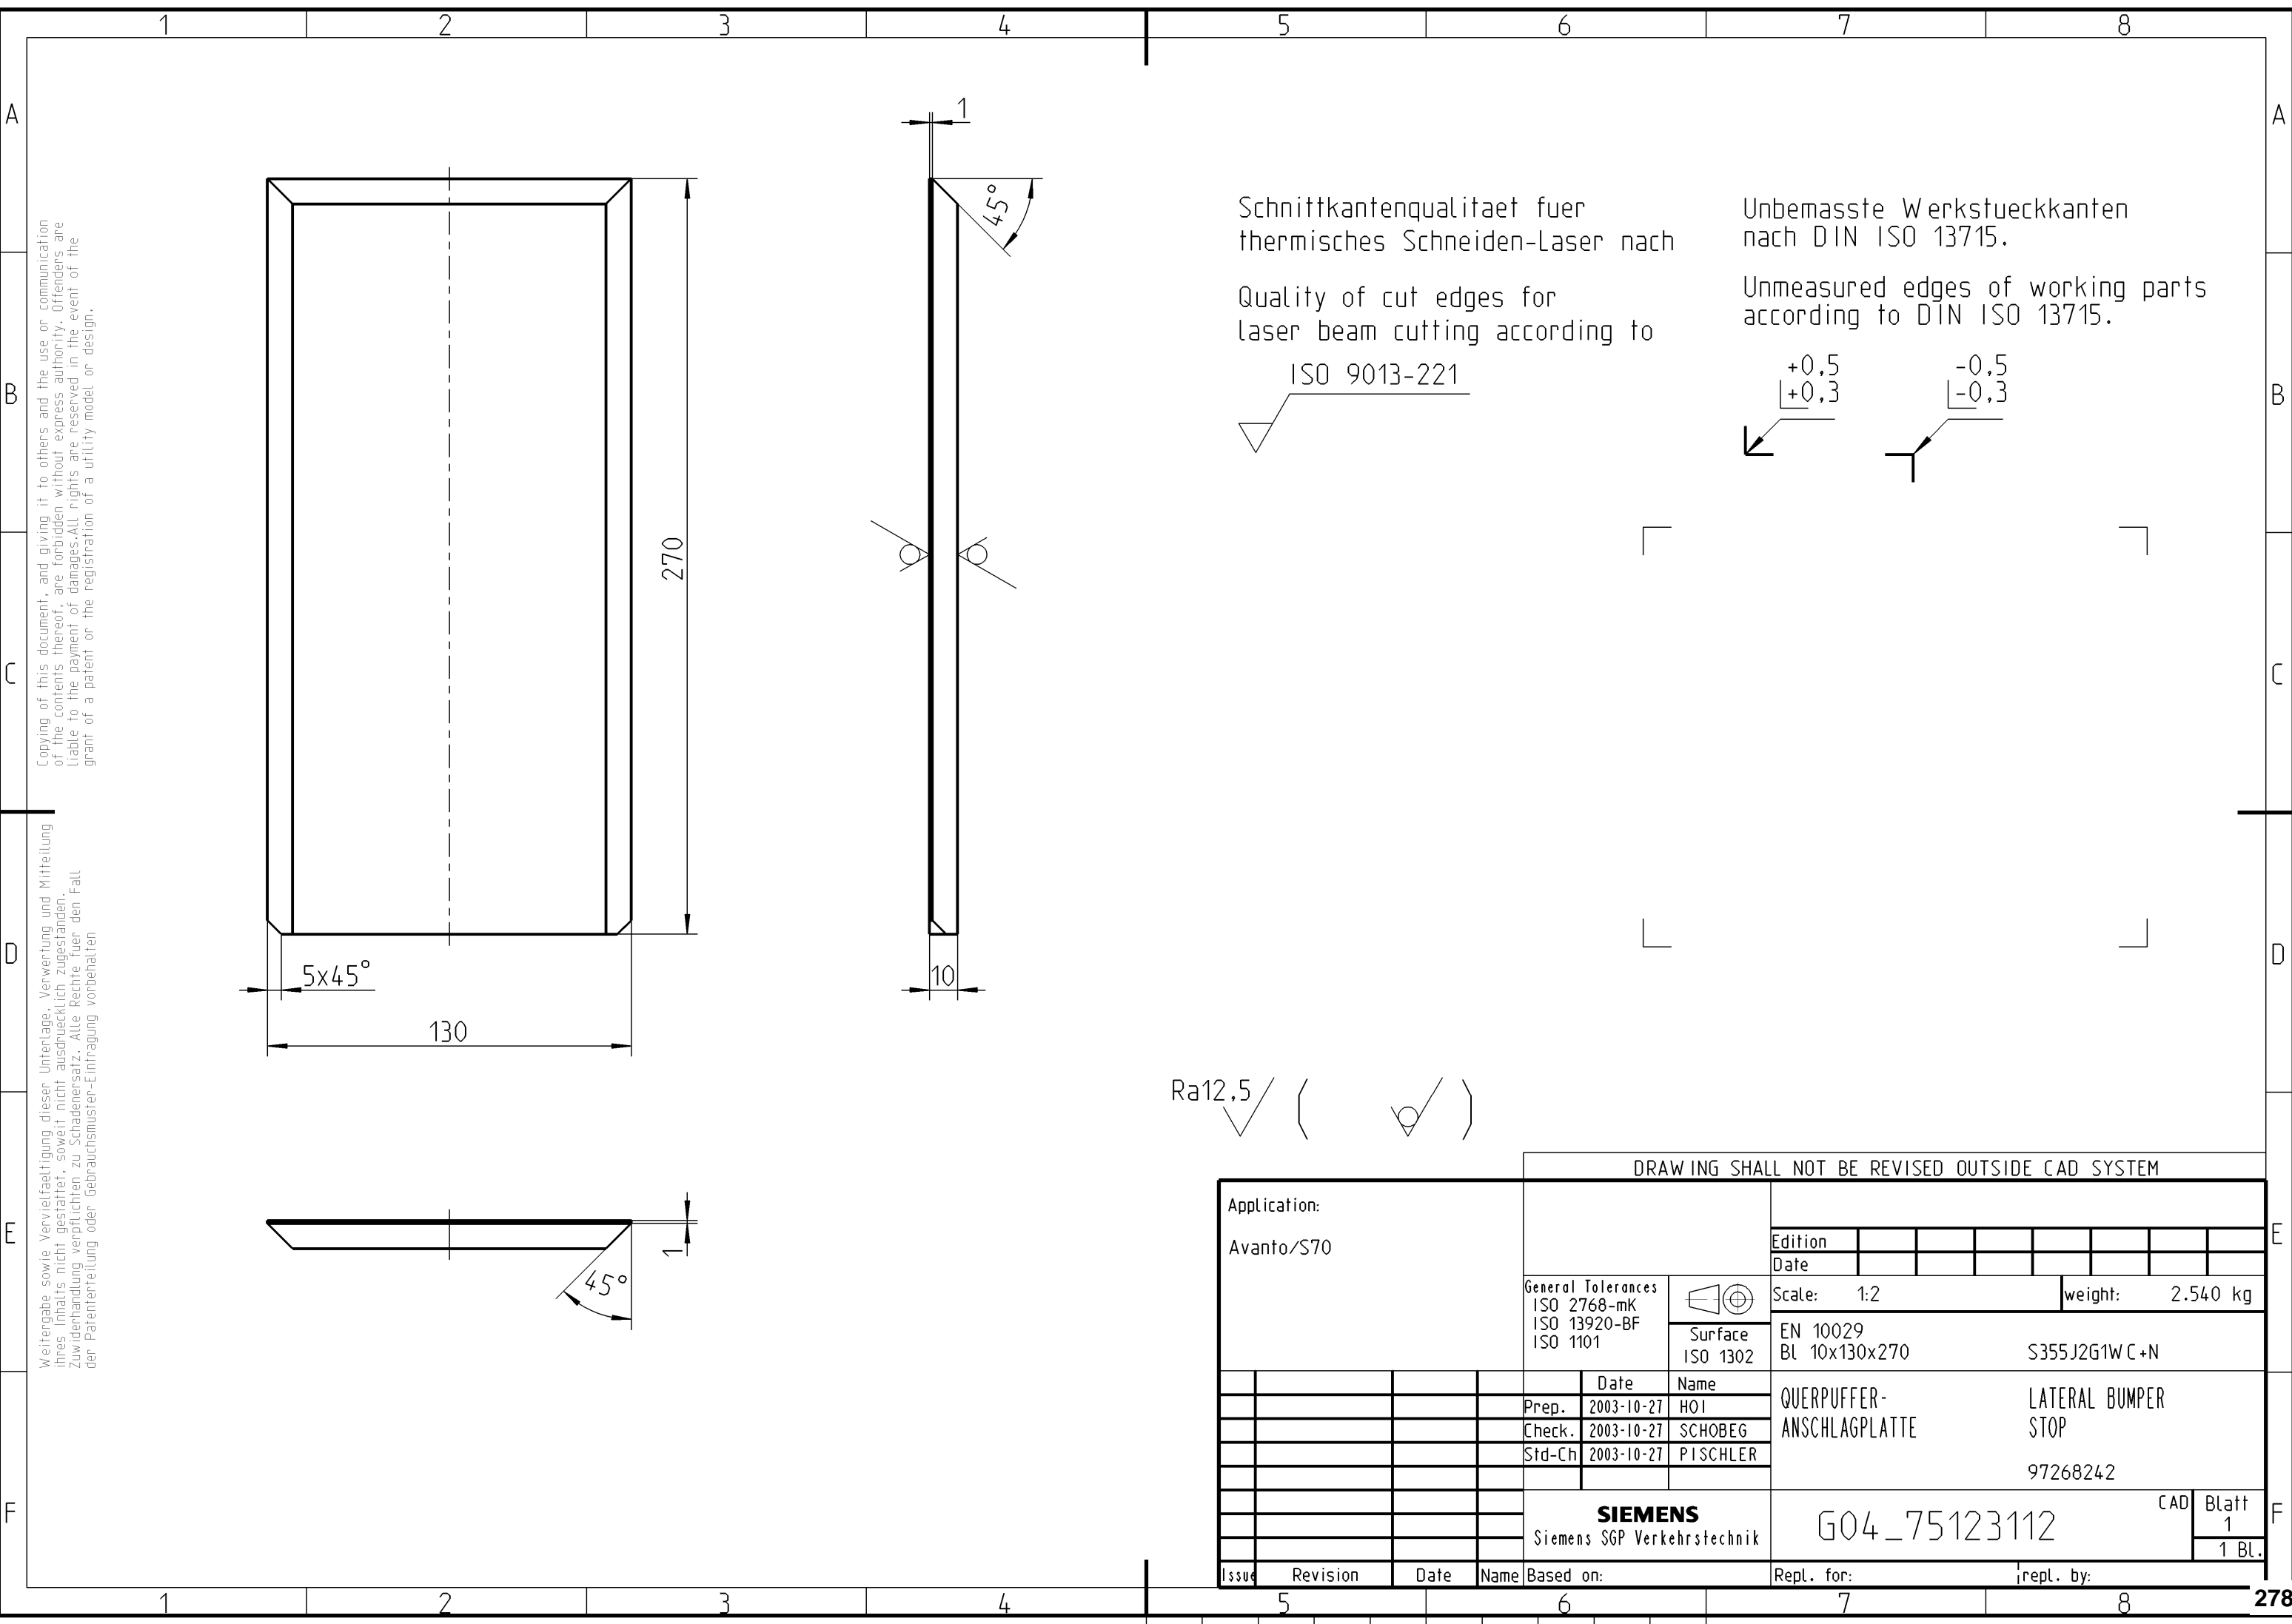 1 2 3 4 5 6 7 8
A A
B B
C C
D D
E E
F F
Copying of this document, and giving it to others and the use or communication
of the contents thereof, are forbidden without express authority. Offenders are
liable to the payment of damages.All rights are reserved in the event of the
grant of a patent or the registration of a utility model or design.
Weitergabe sowie Vervielfaeltigung dieser Unterlage, Verwertung und Mitteilung
ihres Inhalts nicht gestattet, soweit nicht ausdruecklich zugestanden.
Zuwiderhandlung verpflichten zu Schadenersatz. Alle Rechte fuer den Fall
der Patenterteilung oder Gebrauchsmuster-Eintragung vorbehalten
270
5x45°
130
1
45°
10
1
45°
Schnittkantenqualitaet fuer
thermisches Schneiden-Laser nach
Quality of cut edges for
laser beam cutting according to
ISO 9013-221
Unbemasste Werkstueckkanten
nach DIN ISO 13715.
Unmeasured edges of working parts
according to DIN ISO 13715.
+0,5
+0,3
-0,5
-0,3
Ra12,5 ( )
DRAWING SHALL NOT BE REVISED OUTSIDE CAD SYSTEM
Application:
Avanto/S70
Edition
Date
General Tolerances
ISO 2768-mK
ISO 13920-BF
ISO 1101
Surface
ISO 1302
Scale: 1:2
weight: 2.540 kg
EN 10029
Bl 10x130x270 S355J2G1WC+N
Date Name
Prep. 2003-10-27 HOI
Check. 2003-10-27 SCHOBEG
Std-Ch 2003-10-27 PISCHLER
QUERPUFFER-
ANSCHLAGPLATTE
LATERAL BUMPER
STOP
97268242
SIEMENS
Siemens SGP Verkehrstechnik
G04_75123112
CAD
Blatt
1
1 Bl.
Issue Revision Date Name Based on: Repl. for: repl. by:
1 2 3 4 5 6 7 8
278